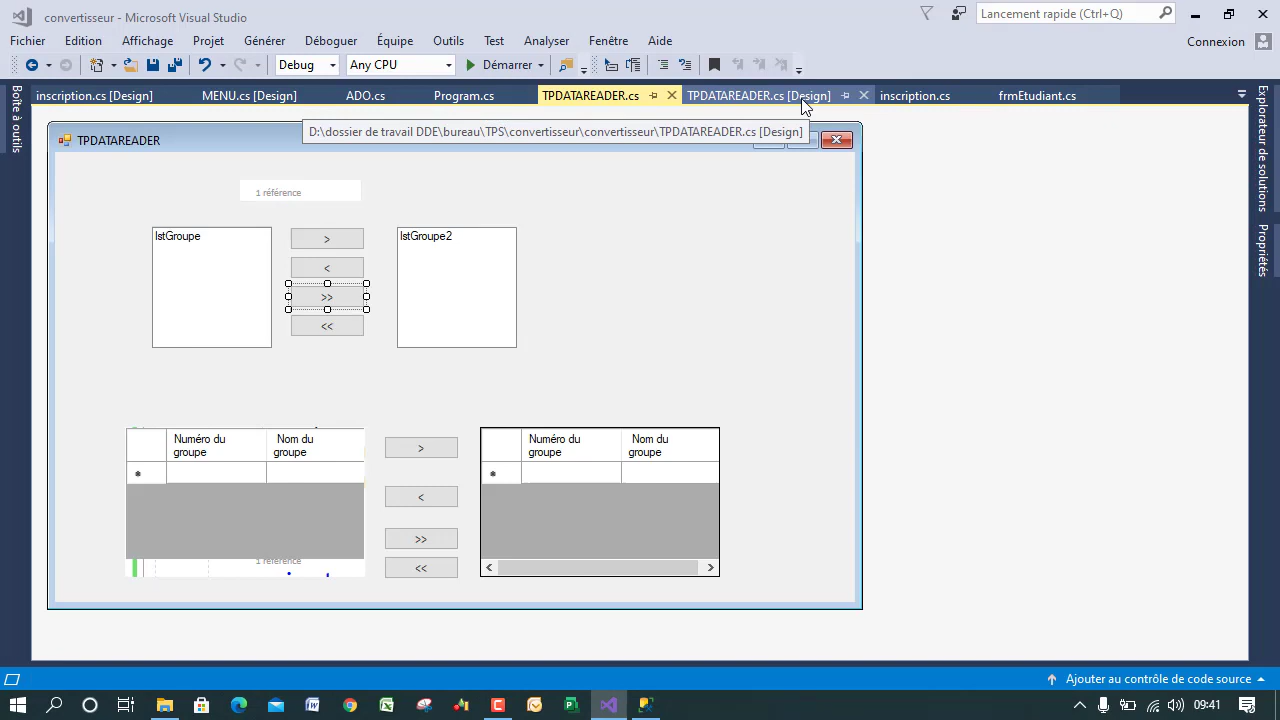 convertisseur - Microsoft Visual Studio
Lancement rapide (Ctrl+Q)
Fichier Edition Affichage Projet Générer Déboguer Équipe Outils Test Analyser Fenêtre Aide
Connexion
Debug Any CPU Démarrer
inscription.cs [Design] MENU.cs [Design] ADO.cs Program.cs TPDATAREADER.cs TPDATAREADER.cs [Design] inscription.cs frmEtudiant.cs
Boîte à outils
Explorateur de solutions
Propriétés
D:\dossier de travail DDE\bureau\TPS\convertisseur\convertisseur\TPDATAREADER.cs [Design]
TPDATAREADER
1 référence
lstGroupe > lstGroupe2
<
>>
<<
Numéro du groupe Nom du groupe > Numéro du groupe Nom du groupe
<
>>
1 référence
<<
Ajouter au contrôle de code source
09:41